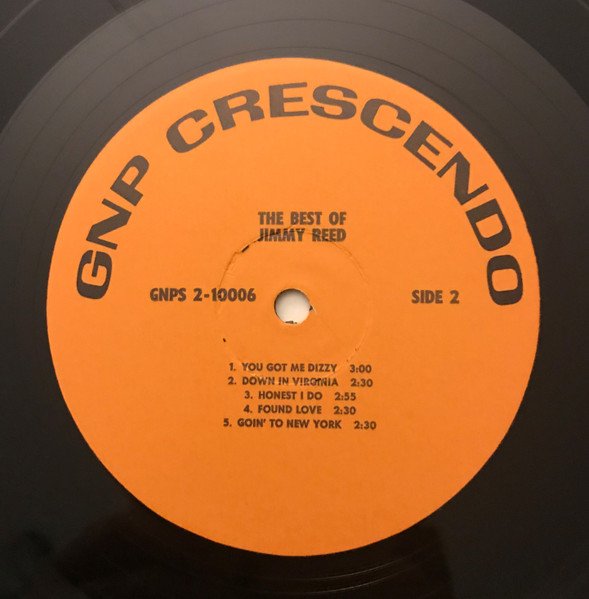 GNP CRESCENDO
THE BEST OF
JIMMY REED
GNPS 2-10006 SIDE 2
1. YOU GOT ME DIZZY 3:00
2. DOWN IN VIRGINIA 2:30
3. HONEST I DO 2:55
4. FOUND LOVE 2:30
5. GOIN' TO NEW YORK 2:30